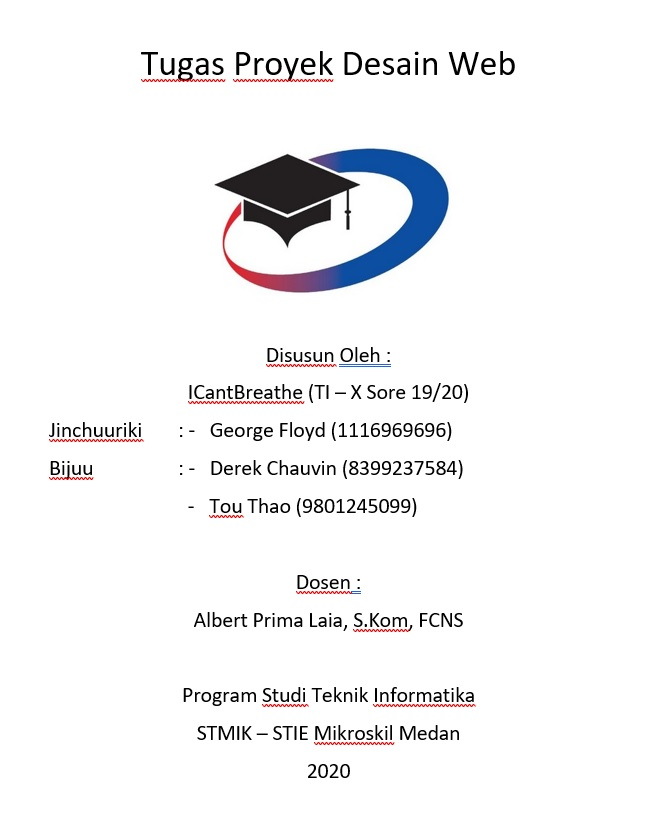 Tugas Proyek Desain Web
Disusun Oleh :
ICantBreathe (TI – X Sore 19/20)
Jinchuuriki : - George Floyd (1116969696)
Bijuu : - Derek Chauvin (8399237584)
- Tou Thao (9801245099)
Dosen :
Albert Prima Laia, S.Kom, FCNS
Program Studi Teknik Informatika
STMIK – STIE Mikroskil Medan
2020